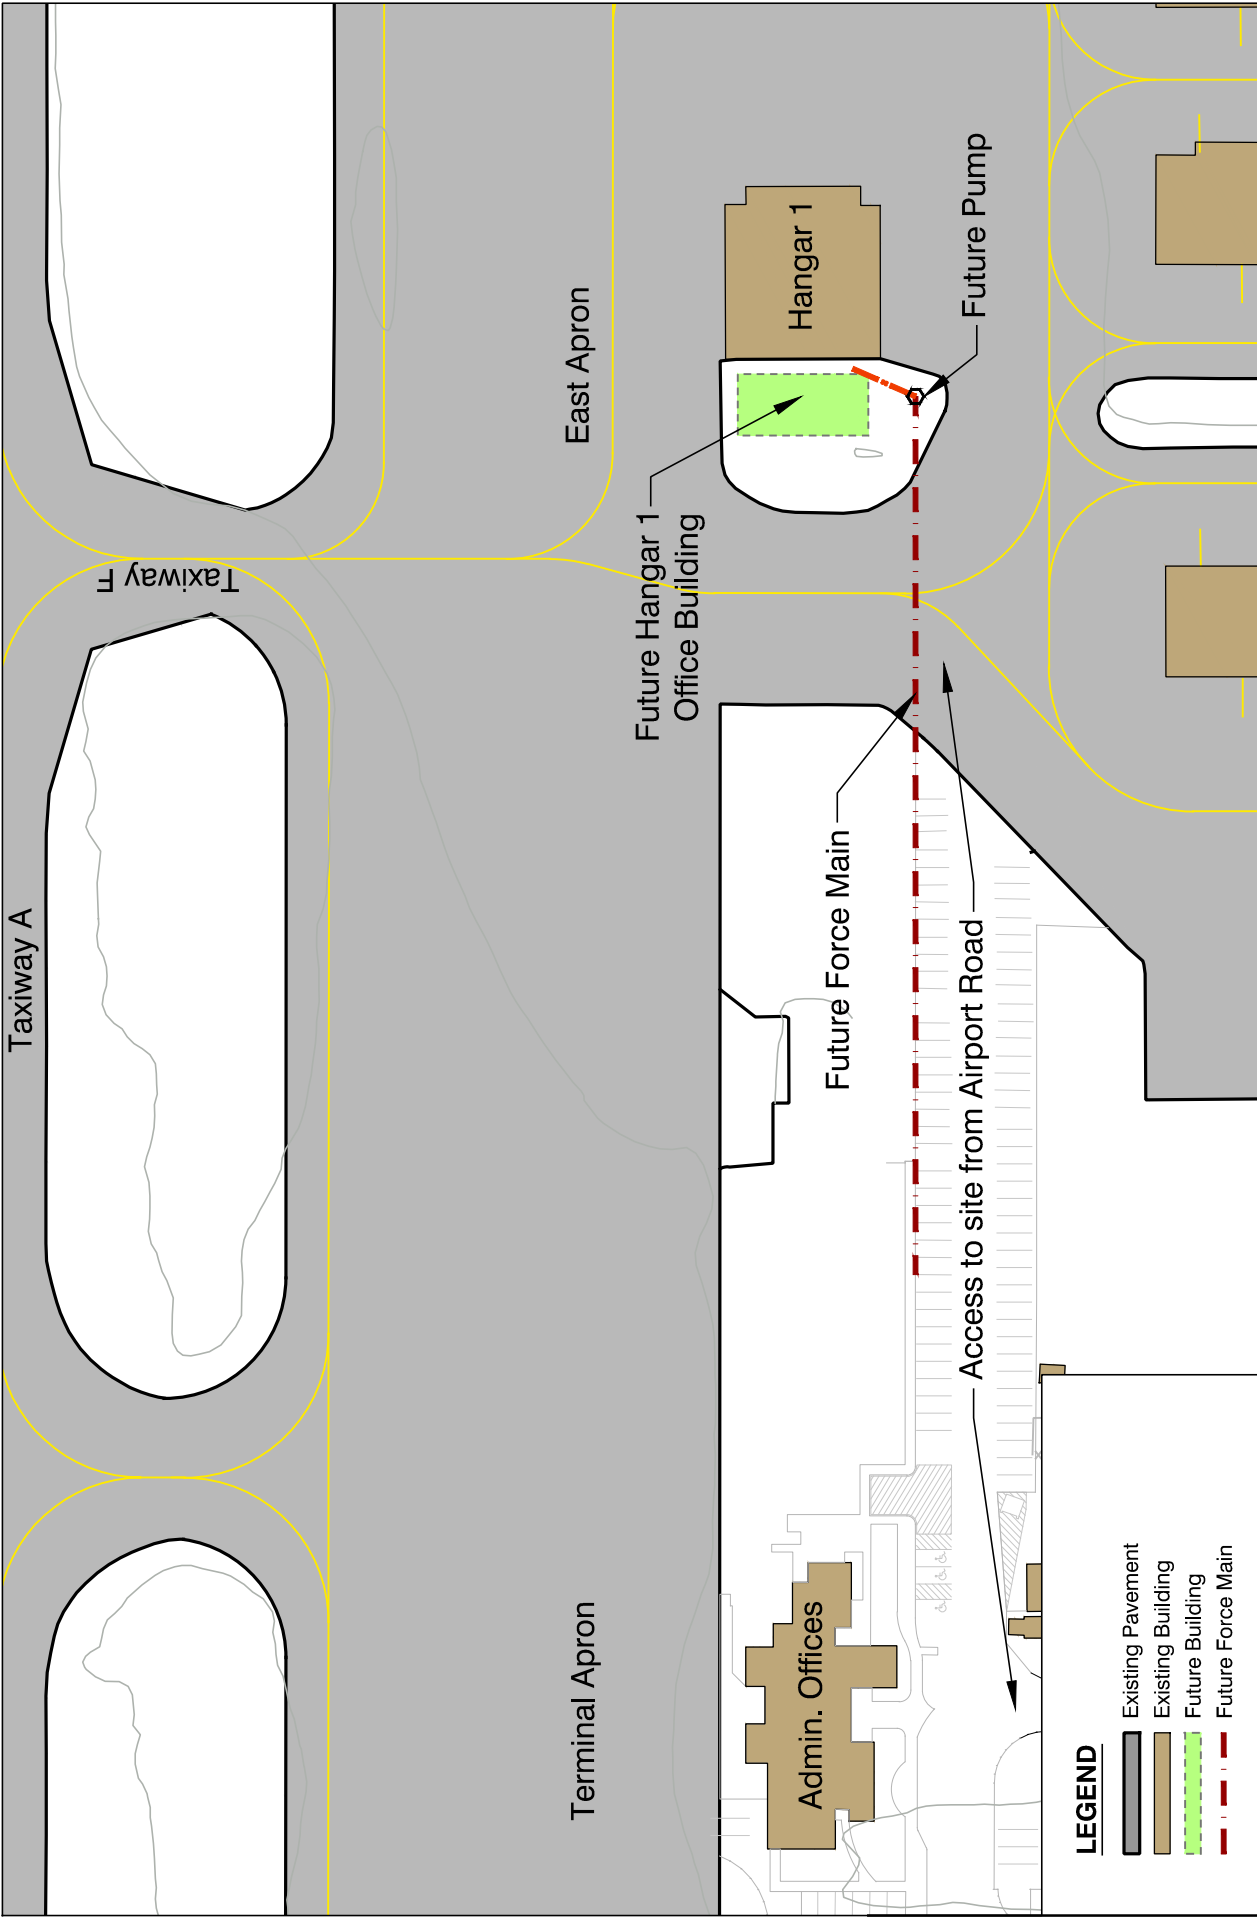 Taxiway A
Taxiway F
East Apron
Hangar 1
Future Pump
Future Hangar 1
Office Building
Future Force Main
Access to site from Airport Road
Terminal Apron
Admin. Offices
LEGEND
Existing Pavement
Existing Building
Future Building
Future Force Main